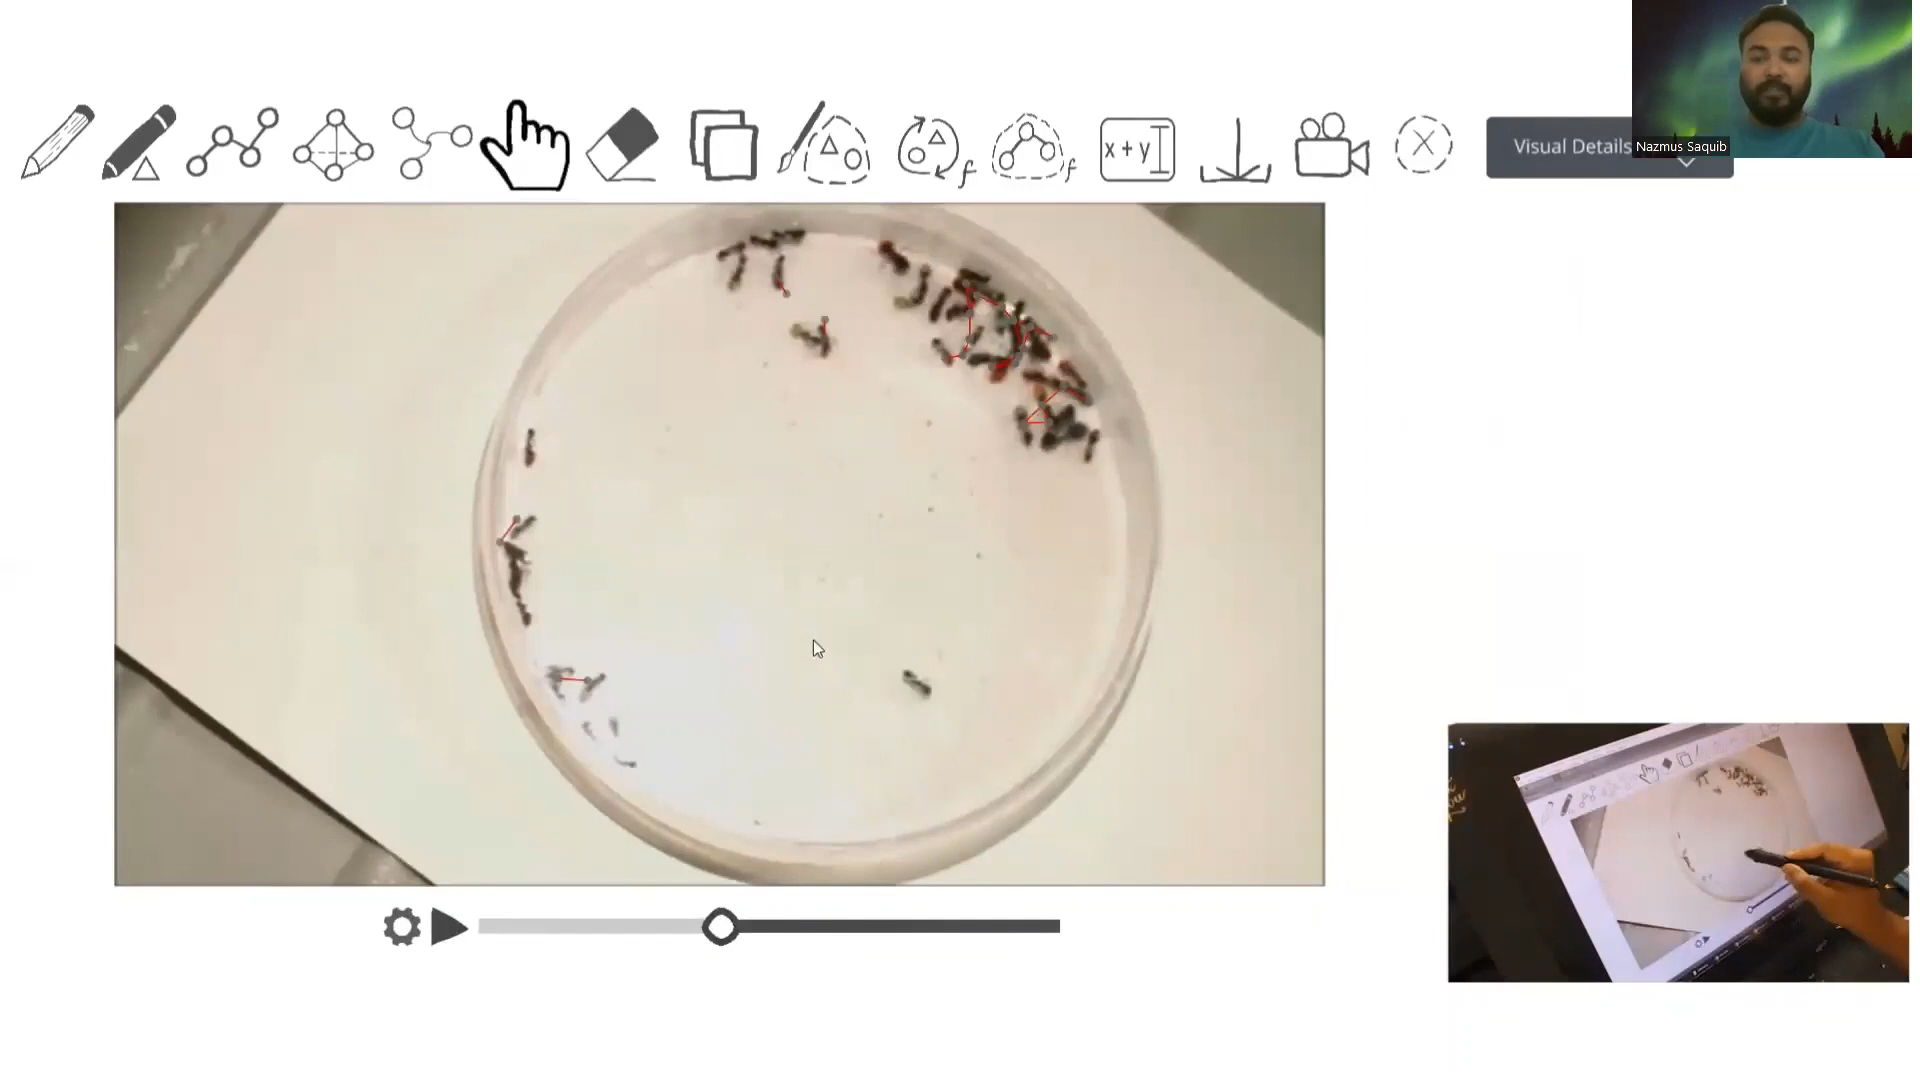 x + y
f
f
Visual Details
Nazmus Saquib